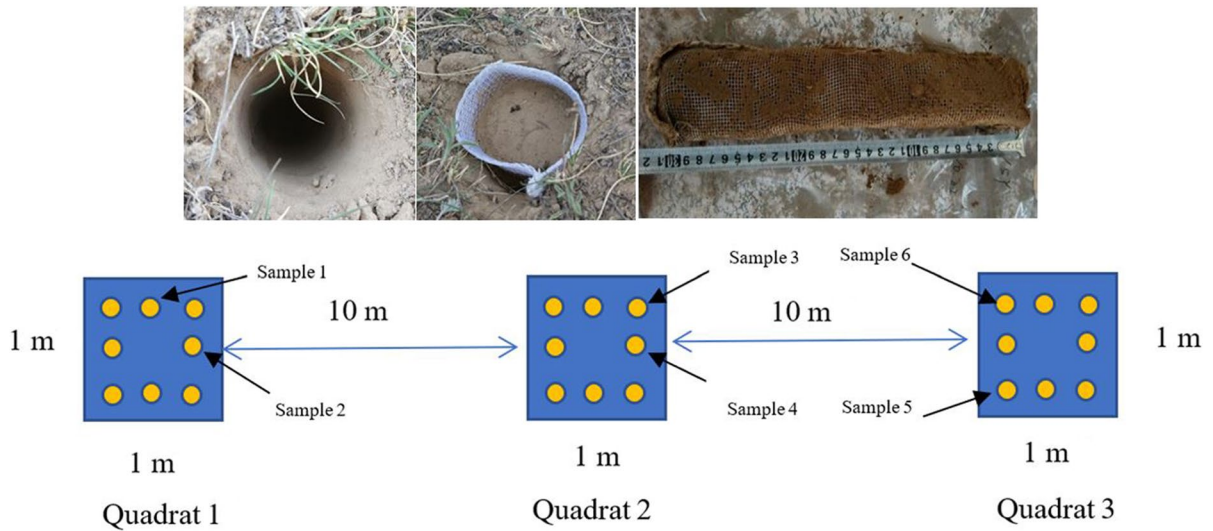 Sample 1
Sample 3
Sample 6
10 m
10 m
1 m
1 m
Sample 2
Sample 4
Sample 5
1 m
1 m
1 m
Quadrat 1
Quadrat 2
Quadrat 3